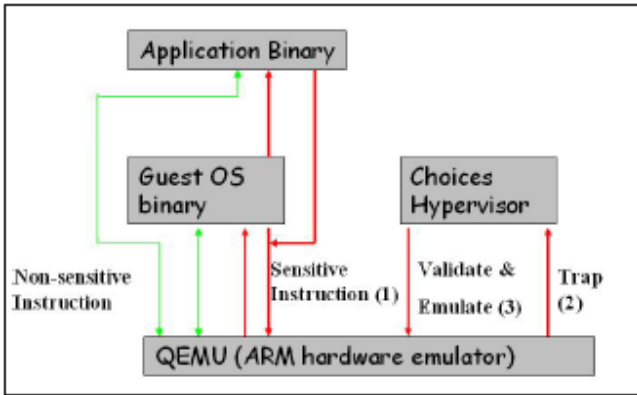 Application Binary
Guest OS
binary
Choices
Hypervisor
Non-sensitive
Instruction
Sensitive
Instruction (1)
Validate &
Emulate (3)
Trap
(2)
QEMU (ARM hardware emulator)